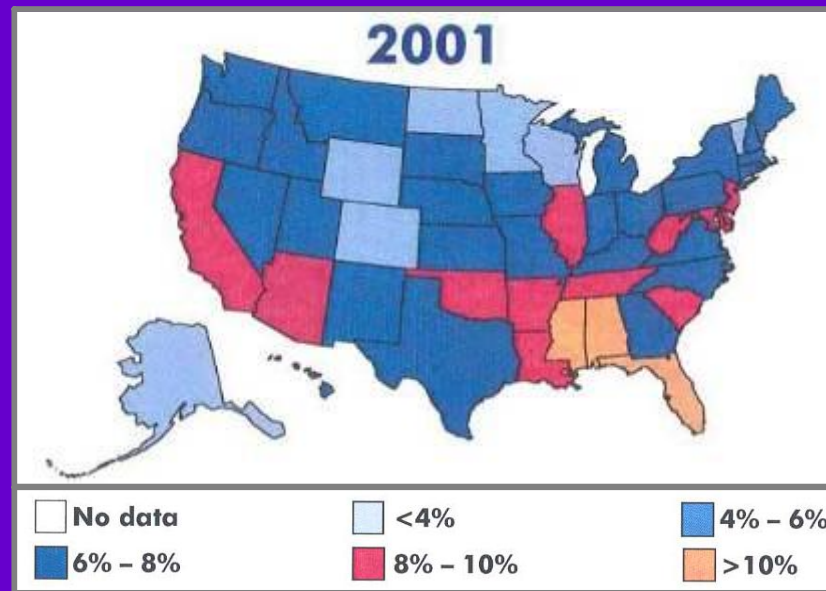 2001
No data
<4%
4% – 6%
6% – 8%
8% – 10%
>10%